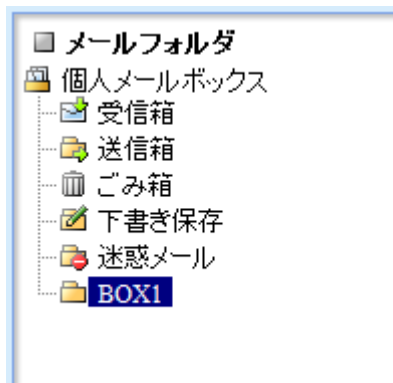 メールフォルダ
個人メールボックス
受信箱
送信箱
ごみ箱
下書き保存
迷惑メール
BOX1